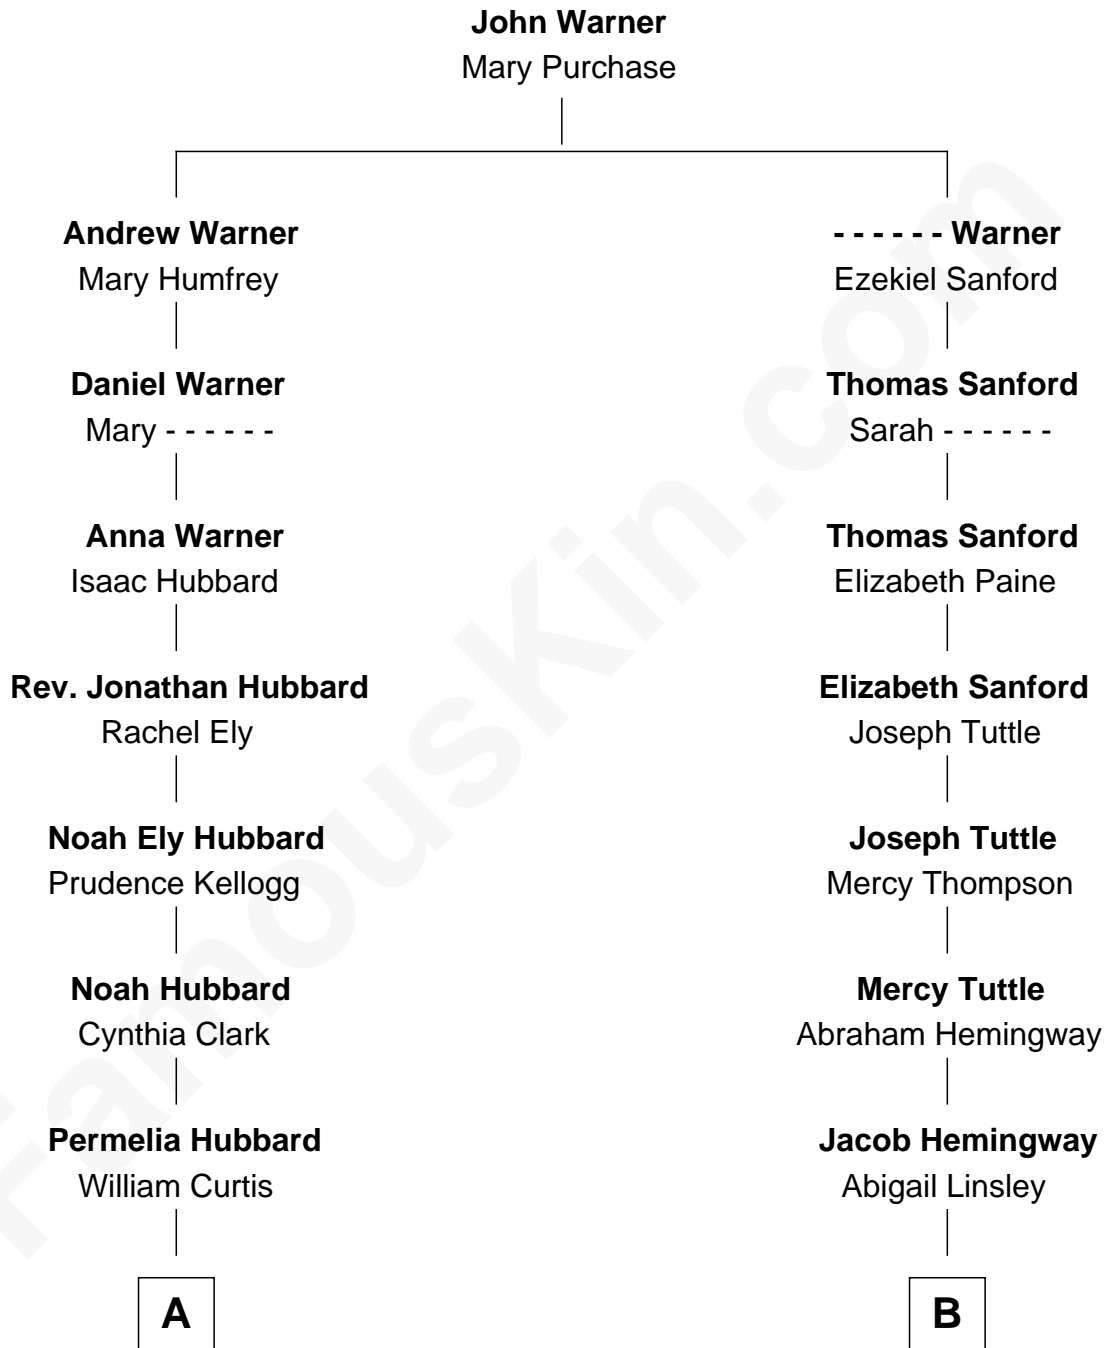 John Warner
Mary Purchase
Andrew Warner
Mary Humfrey
Daniel Warner
Mary - - - - - -
Anna Warner
Isaac Hubbard
Rev. Jonathan Hubbard
Rachel Ely
Noah Ely Hubbard
Prudence Kellogg
Noah Hubbard
Cynthia Clark
Permelia Hubbard
William Curtis
A
- - - - - - Warner
Ezekiel Sanford
Thomas Sanford
Sarah - - - - - -
Thomas Sanford
Elizabeth Paine
Elizabeth Sanford
Joseph Tuttle
Joseph Tuttle
Mercy Thompson
Mercy Tuttle
Abraham Hemingway
Jacob Hemingway
Abigail Linsley
B
FamousKin.com